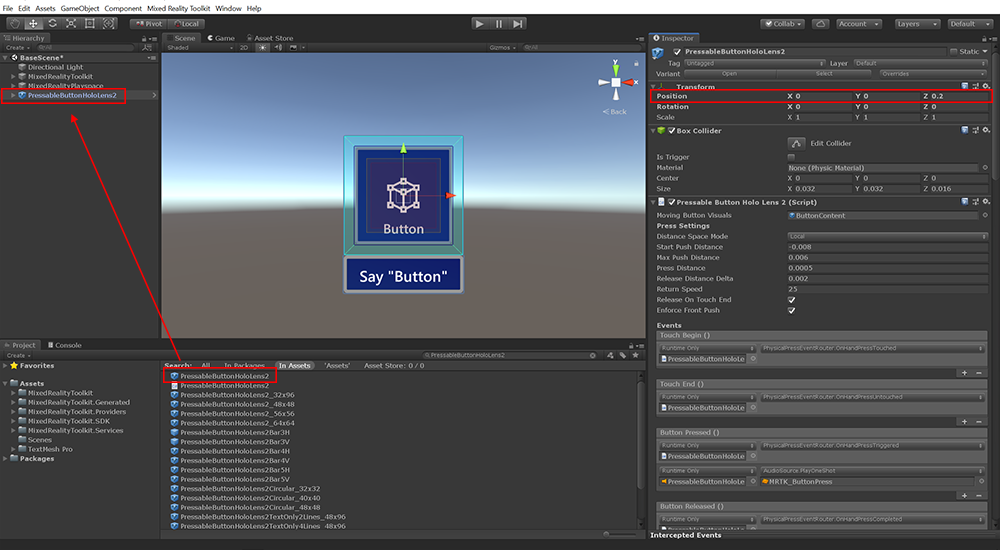 File Edit Assets GameObject Component Mixed Reality Toolkit Window Help
Pivot Local Collab Account Layers Default
Hierarchy
Create All
BaseScene*
Directional Light
MixedRealityToolkit
MixedRealityPlayspace
PressableButtonHoloLens2
Scene Game Asset Store
Shaded 2D Gizmos All
y
x
Back
Button
Say "Button"
Project Console
Create PressableButtonHoloLens2
Favorites
Assets
MixedRealityToolkit
MixedRealityToolkit.Generated
MixedRealityToolkit.Providers
MixedRealityToolkit.SDK
MixedRealityToolkit.Services
Scenes
TextMesh Pro
Packages
Search: All In Packages In Assets 'Assets' Asset Store: 0 / 0
PressableButtonHoloLens2
PressableButtonHoloLens2
PressableButtonHoloLens2_32x96
PressableButtonHoloLens2_48x48
PressableButtonHoloLens2_56x56
PressableButtonHoloLens2_64x64
PressableButtonHoloLens2Bar3H
PressableButtonHoloLens2Bar3V
PressableButtonHoloLens2Bar4H
PressableButtonHoloLens2Bar4V
PressableButtonHoloLens2Bar5H
PressableButtonHoloLens2Bar5V
PressableButtonHoloLens2Circular_32x32
PressableButtonHoloLens2Circular_40x40
PressableButtonHoloLens2Circular_48x48
PressableButtonHoloLens2TextOnly2Lines_48x96
PressableButtonHoloLens2TextOnly4Lines_48x96
Inspector
PressableButtonHoloLens2 Static
Tag Untagged Layer Default
Variant Open Select Overrides
Transform
Position X 0 Y 0 Z 0.2
Rotation X 0 Y 0 Z 0
Scale X 1 Y 1 Z 1
Box Collider
Edit Collider
Is Trigger
Material None (Physic Material)
Center X 0 Y 0 Z 0
Size X 0.032 Y 0.032 Z 0.016
Pressable Button Holo Lens 2 (Script)
Moving Button Visuals ButtonContent
Press Settings
Distance Space Mode Local
Start Push Distance -0.008
Max Push Distance 0.006
Press Distance 0.0005
Release Distance Delta 0.002
Return Speed 25
Release On Touch End
Enforce Front Push
Events
Touch Begin ()
Runtime Only PhysicalPressEventRouter.OnHandPressTouched
PressableButtonHoloLe
Touch End ()
Runtime Only PhysicalPressEventRouter.OnHandPressUntouched
PressableButtonHoloLe
Button Pressed ()
Runtime Only PhysicalPressEventRouter.OnHandPressTriggered
PressableButtonHoloLe
Runtime Only AudioSource.PlayOneShot
PressableButtonHoloLe MRTK_ButtonPress
Button Released ()
Runtime Only PhysicalPressEventRouter.OnHandPressCompleted
Intercepted Events